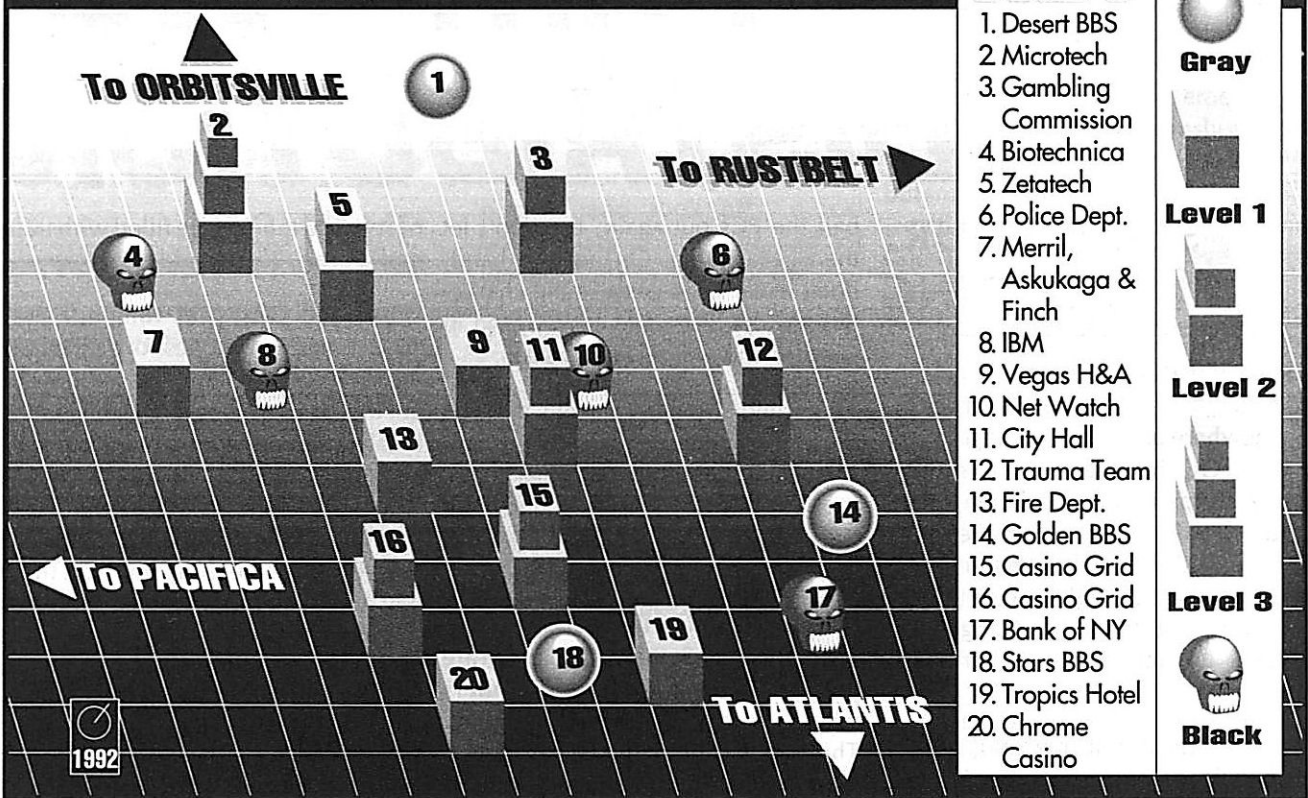 To ORBITSVILLE
1
2
3
To RUSTBELT
5
4
6
7
8
9
11
10
12
13
15
14
16
To PACIFICA
17
19
18
20
To ATLANTIS
1992
1. Desert BBS
2. Microtech
3. Gambling
Commission
4. Biotechnica
5. Zetatech
6. Police Dept.
7. Merril,
Askukaga &
Finch
8. IBM
9. Vegas H&A
10. Net Watch
11. City Hall
12. Trauma Team
13. Fire Dept.
14. Golden BBS
15. Casino Grid
16. Casino Grid
17. Bank of NY
18. Stars BBS
19. Tropics Hotel
20. Chrome
Casino
Gray
Level 1
Level 2
Level 3
Black